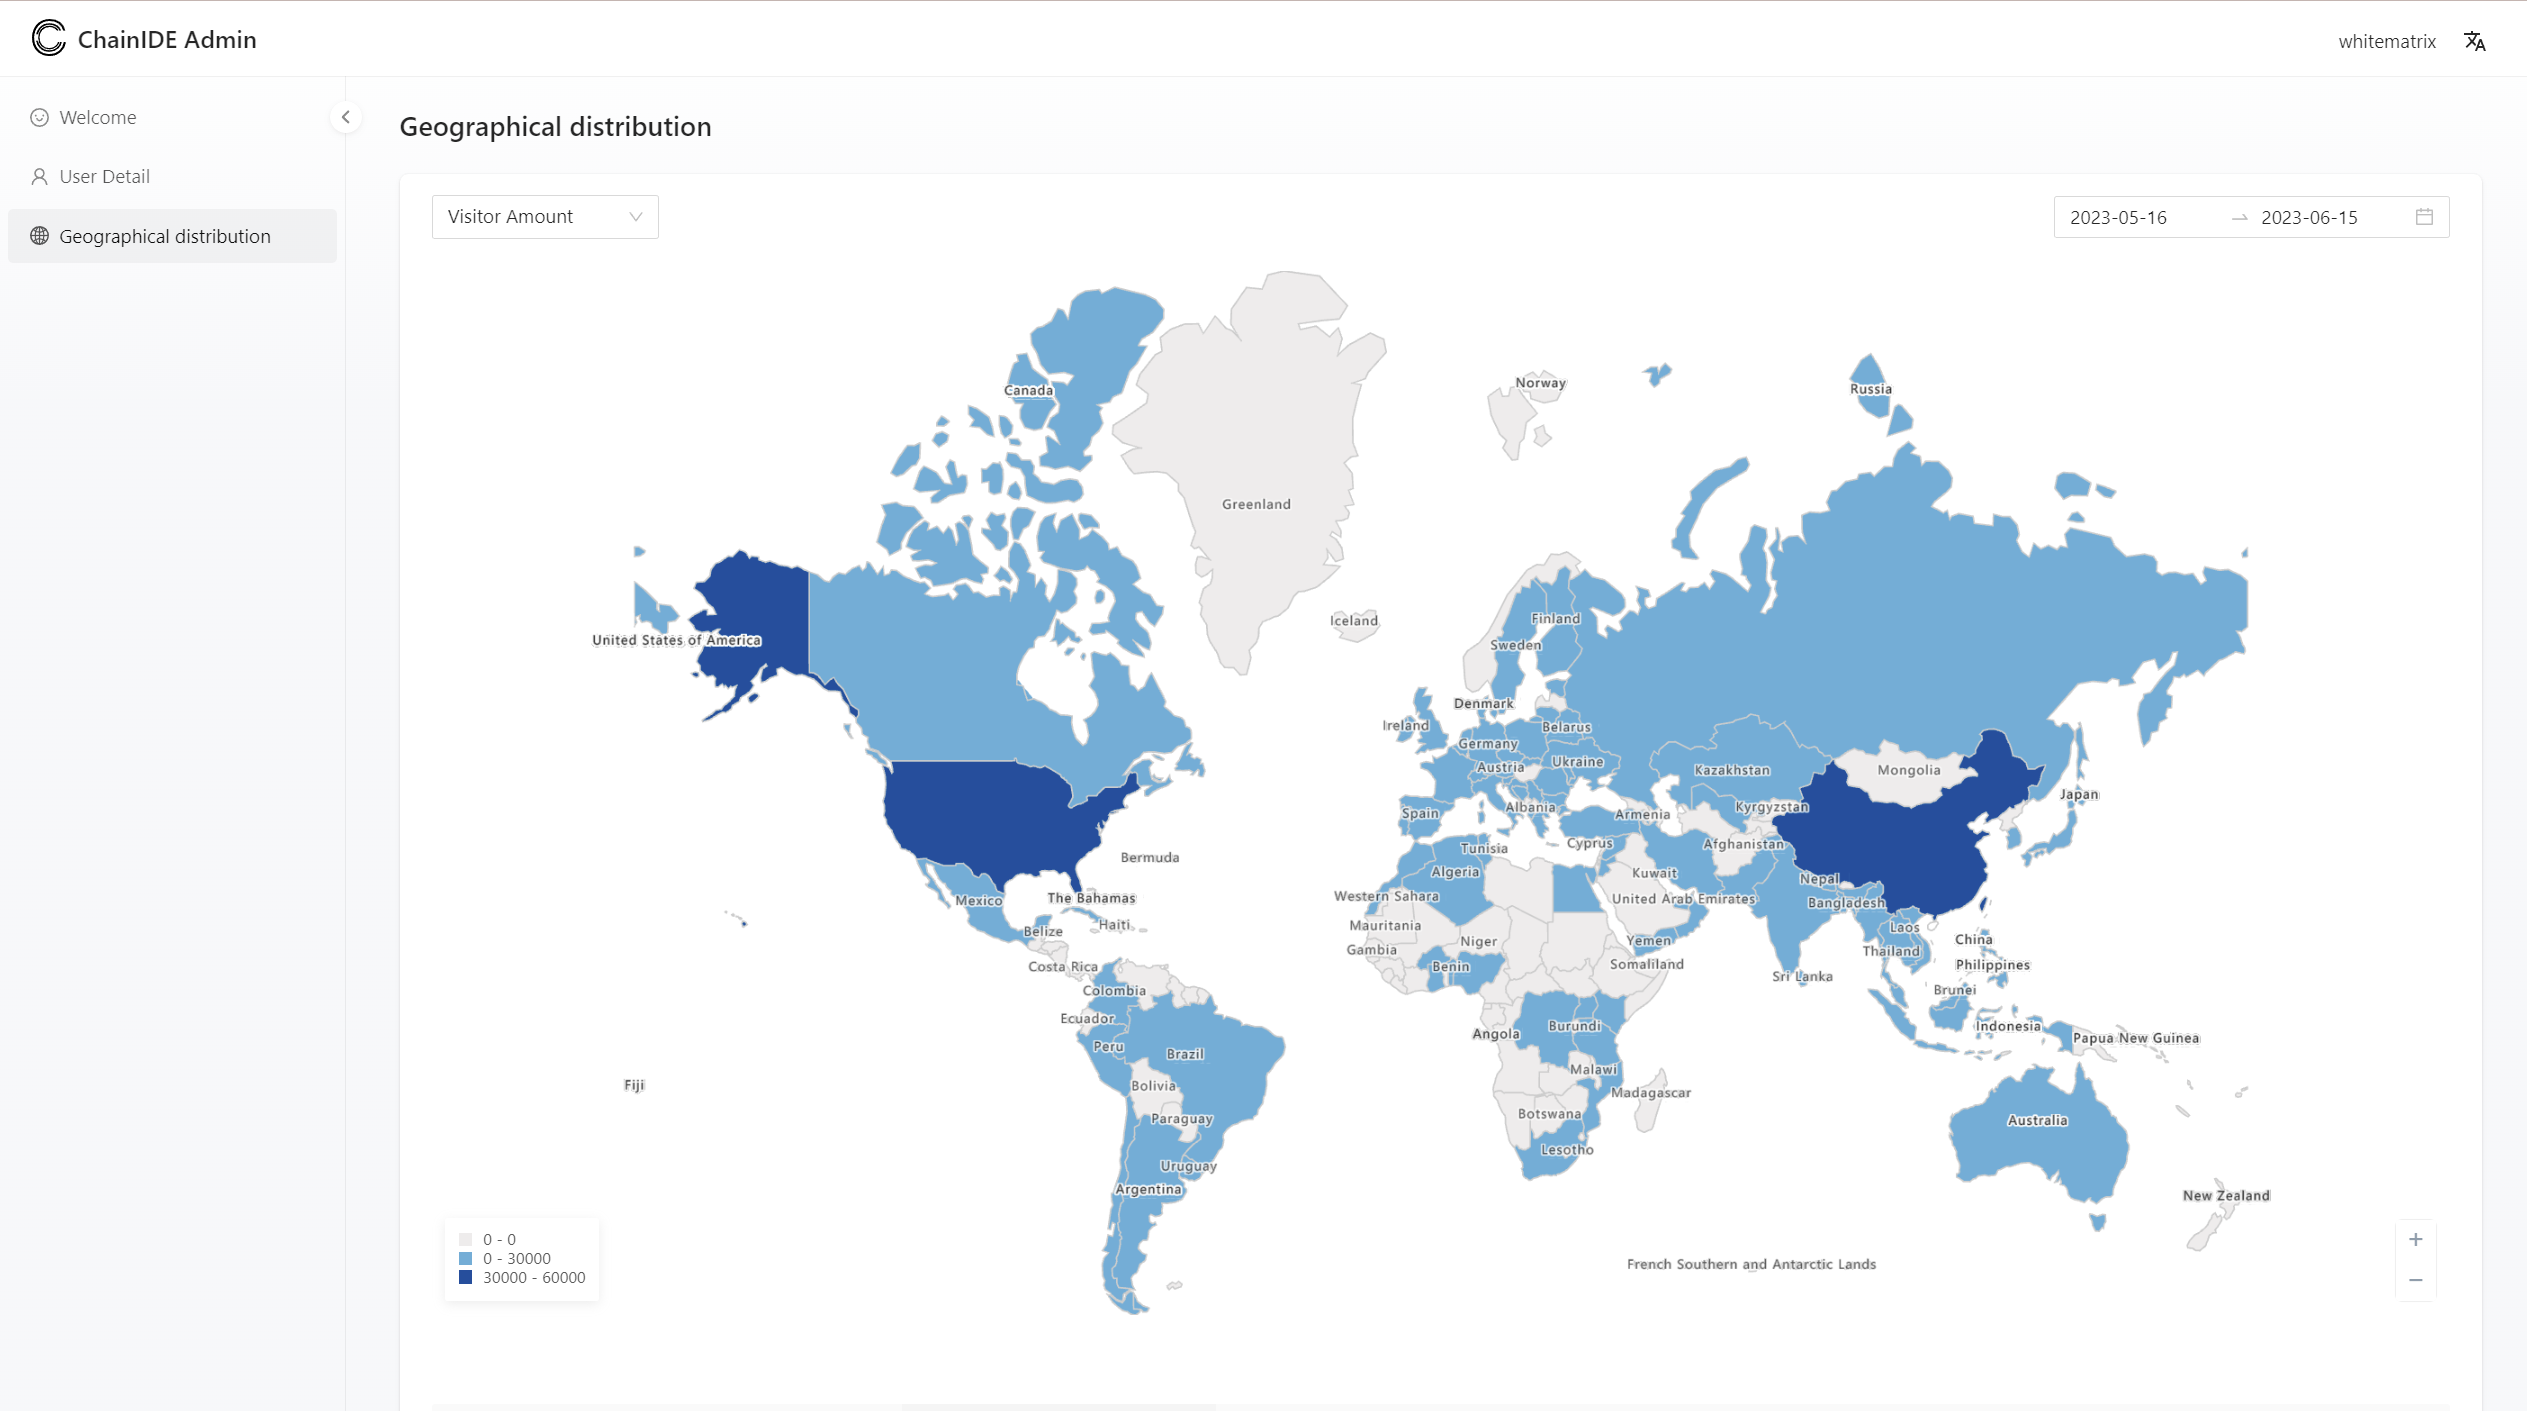 ChainIDE Admin
whitematrix
Welcome
User Detail
Geographical distribution
Geographical distribution
Visitor Amount
2023-05-16
2023-06-15
Canada
Norway
Russia
Greenland
Iceland
Finland
United States of America
Sweden
Denmark
Ireland
Belarus
Germany
Ukraine
Austria
Kazakhstan
Mongolia
Japan
Albania
Kyrgyzstan
Spain
Armenia
Cyprus
Afghanistan
Tunisia
Bermuda
Algeria
Kuwait
Nepal
Mexico
The Bahamas
Western Sahara
United Arab Emirates
Bangladesh
Haiti
Mauritania
Laos
Belize
Niger
Yemen
China
Gambia
Thailand
Costa Rica
Benin
Somaliland
Philippines
Sri Lanka
Colombia
Brunei
Ecuador
Angola
Burundi
Indonesia
Papua New Guinea
Peru
Brazil
Malawi
Fiji
Bolivia
Madagascar
Paraguay
Botswana
Australia
Lesotho
Uruguay
Argentina
New Zealand
French Southern and Antarctic Lands
0 - 0
0 - 30000
30000 - 60000
+
−